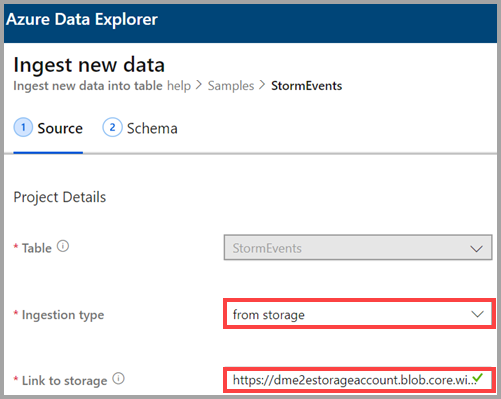 Azure Data Explorer
Ingest new data
Ingest new data into table help > Samples > StormEvents
1 Source 2 Schema
Project Details
* Table
StormEvents
* Ingestion type
from storage
* Link to storage
https://dme2estorageaccount.blob.core.wi...